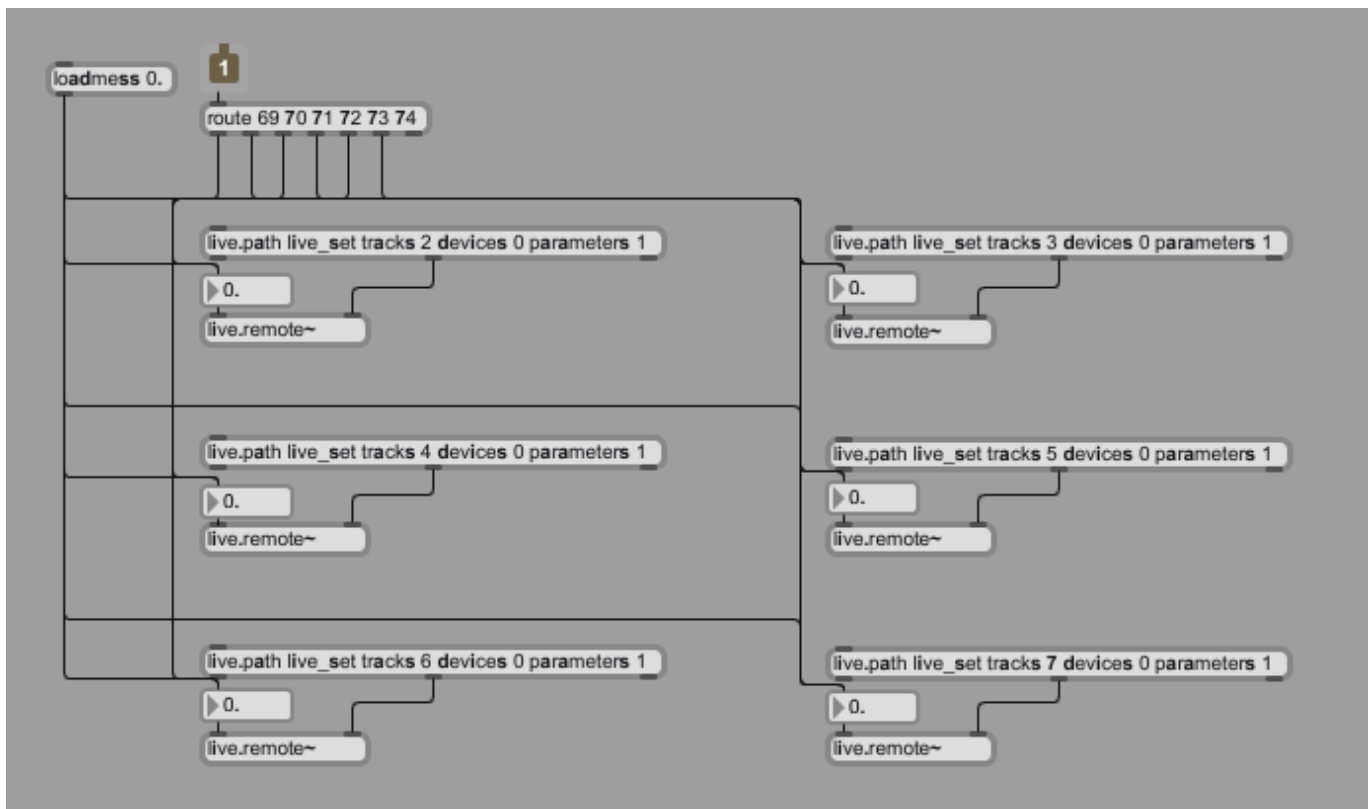 loadmess 0.
1
route 69 70 71 72 73 74
live.path live_set tracks 2 devices 0 parameters 1
0.
live.remote~
live.path live_set tracks 3 devices 0 parameters 1
0.
live.remote~
live.path live_set tracks 4 devices 0 parameters 1
0.
live.remote~
live.path live_set tracks 5 devices 0 parameters 1
0.
live.remote~
live.path live_set tracks 6 devices 0 parameters 1
0.
live.remote~
live.path live_set tracks 7 devices 0 parameters 1
0.
live.remote~